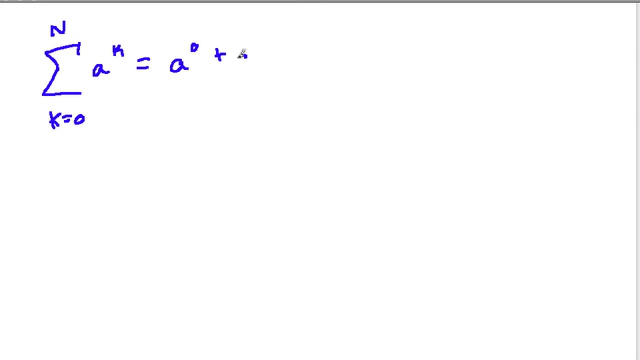 N
∑ a^k = a^0 +
k=0